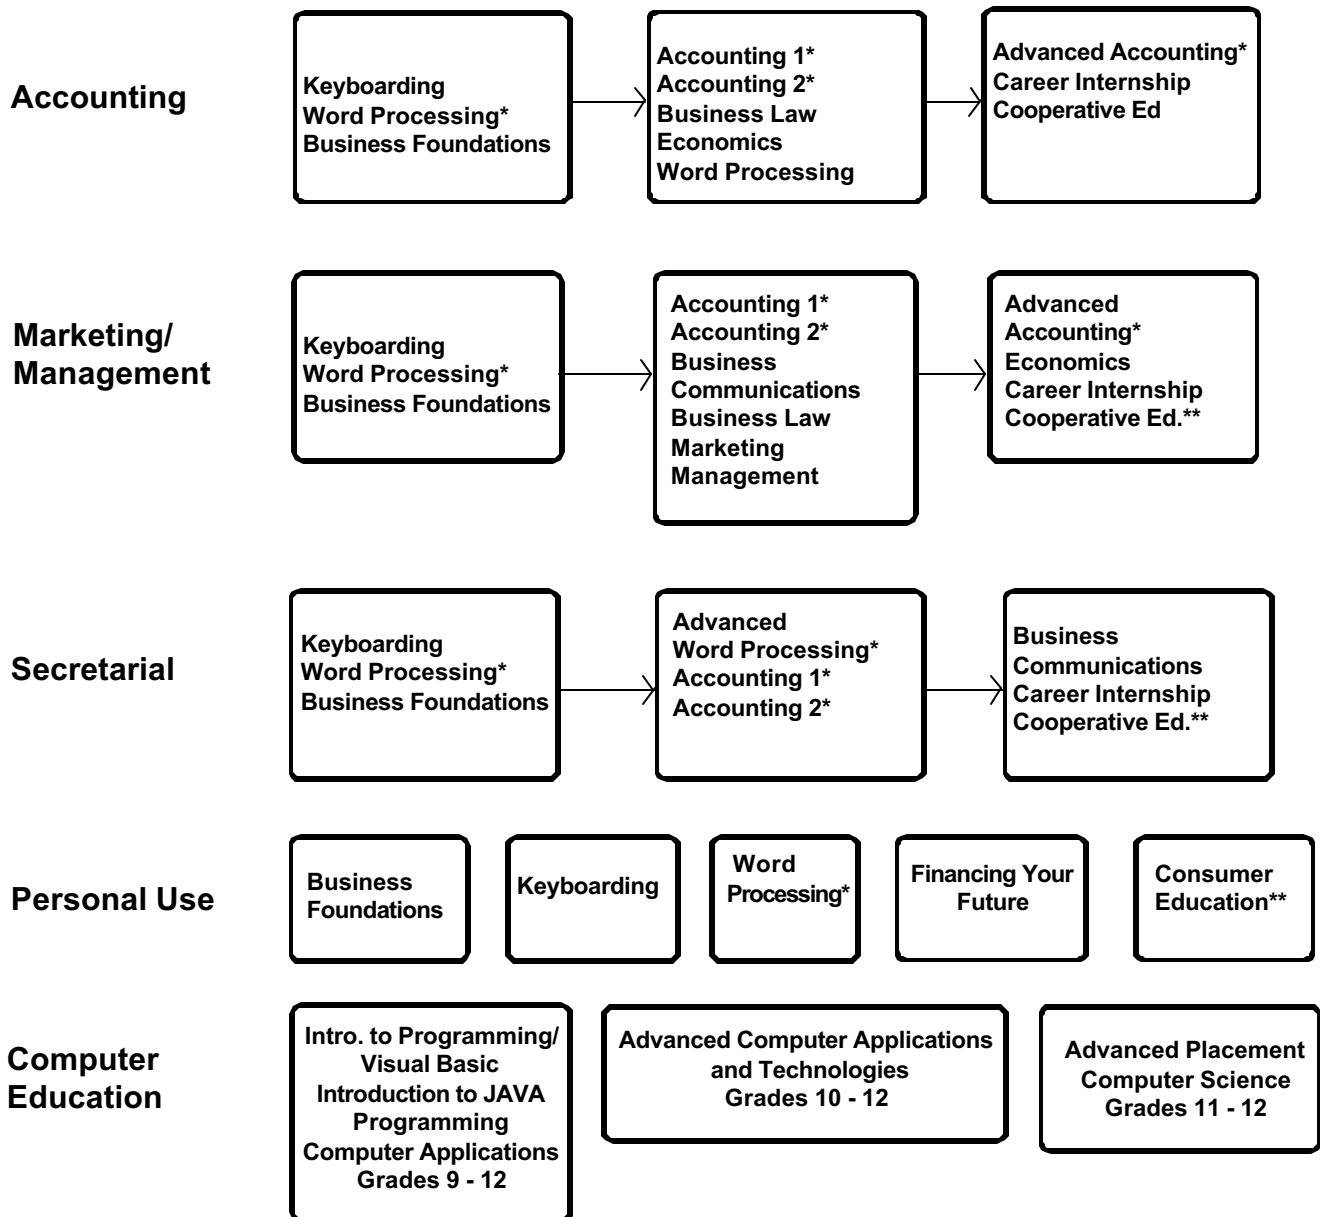 Accounting
Keyboarding
Word Processing*
Business Foundations
Accounting 1*
Accounting 2*
Business Law
Economics
Word Processing
Advanced Accounting*
Career Internship
Cooperative Ed
Marketing/
Management
Keyboarding
Word Processing*
Business Foundations
Accounting 1*
Accounting 2*
Business
Communications
Business Law
Marketing
Management
Advanced
Accounting*
Economics
Career Internship
Cooperative Ed.**
Secretarial
Keyboarding
Word Processing*
Business Foundations
Advanced
Word Processing*
Accounting 1*
Accounting 2*
Business
Communications
Career Internship
Cooperative Ed.**
Personal Use
Business
Foundations
Keyboarding
Word
Processing*
Financing Your
Future
Consumer
Education**
Computer
Education
Intro. to Programming/
Visual Basic
Introduction to JAVA
Programming
Computer Applications
Grades 9 - 12
Advanced Computer Applications
and Technologies
Grades 10 - 12
Advanced Placement
Computer Science
Grades 11 - 12